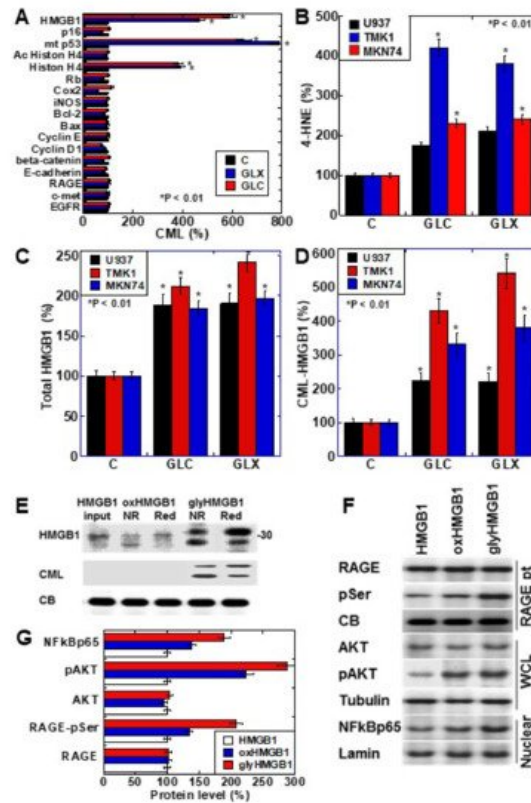 A
HMGB1
p16
mt p53
Ac Histon H4
Histon H4
Rb
Cox2
iNOS
Bcl-2
Bax
Cyclin E
Cyclin D1
beta-catenin
E-cadherin
RAGE
c-met
EGFR
C
GLX
GLC
*P < 0.01
0 200 400 600 800
CML (%)
B
U937
TMK1
MKN74
*P < 0.01
4-HNE (%)
400%
300%
200%
100%
0
C GLC GLX
C
U937
TMK1
MKN74
*P < 0.01
Total HMGB1 (%)
250
200
150
100
50
0
C GLC GLX
D
U937
TMK1
MKN74
*P < 0.01
CML-HMGB1 (%)
600
500
400
300
200
100
0
C GLC GLX
E
HMGB1 oxHMGB1 glyHMGB1
input NR Red NR Red
HMGB1
-30
CML
CB
F
HMGB1 oxHMGB1 glyHMGB1
RAGE
pSer
CB
RAGE pt
AKT
pAKT
Tubulin
WCL
NFkBp65
Lamin
Nuclear
G
NFkBp65
pAKT
AKT
RAGE-pSer
RAGE
HMGB1
oxHMGB1
glyHMGB1
0 50 100 150 200 250 300
Protein level (%)